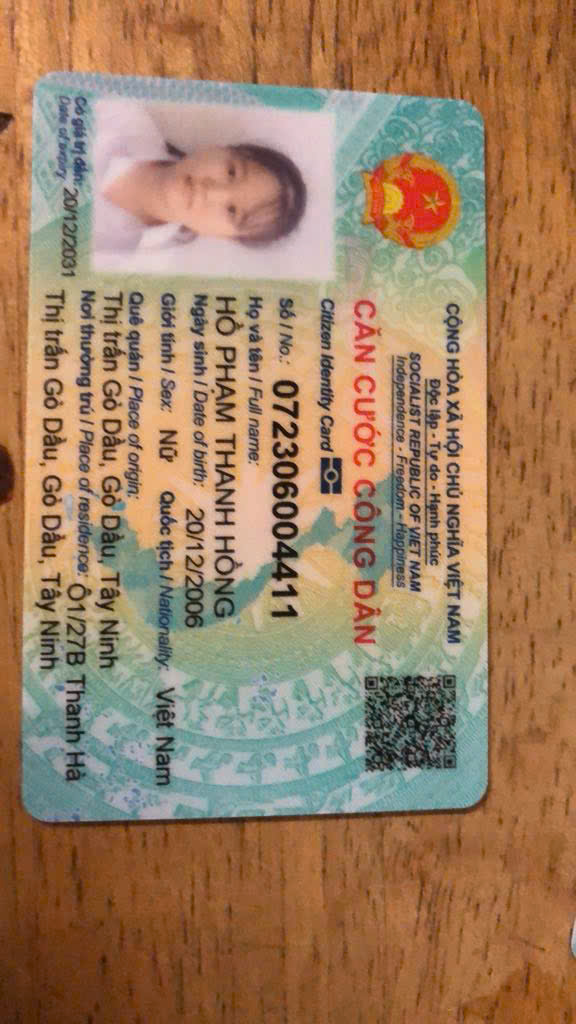 CỘNG HÒA XÃ HỘI CHỦ NGHĨA VIỆT NAM
Độc lập - Tự do - Hạnh phúc
SOCIALIST REPUBLIC OF VIET NAM
Independence - Freedom - Happiness
CĂN CƯỚC CÔNG DÂN
Citizen Identity Card
Số / No.: 072306004411
Họ và tên / Full name:
HỒ PHẠM THANH HỒNG
Ngày sinh / Date of birth: 20/12/2006
Giới tính / Sex: Nữ Quốc tịch / Nationality: Việt Nam
Quê quán / Place of origin:
Thị trấn Gò Dầu, Gò Dầu, Tây Ninh
Nơi thường trú / Place of residence: Ô1/27B Thanh Hà
Thị trấn Gò Dầu, Gò Dầu, Tây Ninh
Có giá trị đến: 20/12/2031
Date of expiry